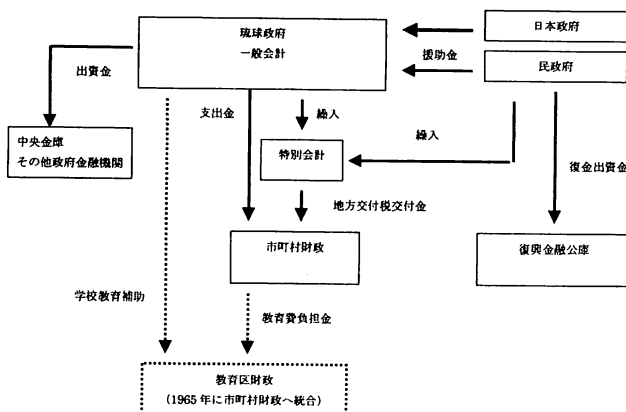 琉球政府
一般会計
日本政府
援助金
民政府
出資金
支出金
繰入
繰入
中央金庫
その他政府金融機関
特別会計
復金出資金
地方交付税交付金
市町村財政
復興金融公庫
学校教育補助
教育費負担金
教育区財政
(1965年に市町村財政へ統合)